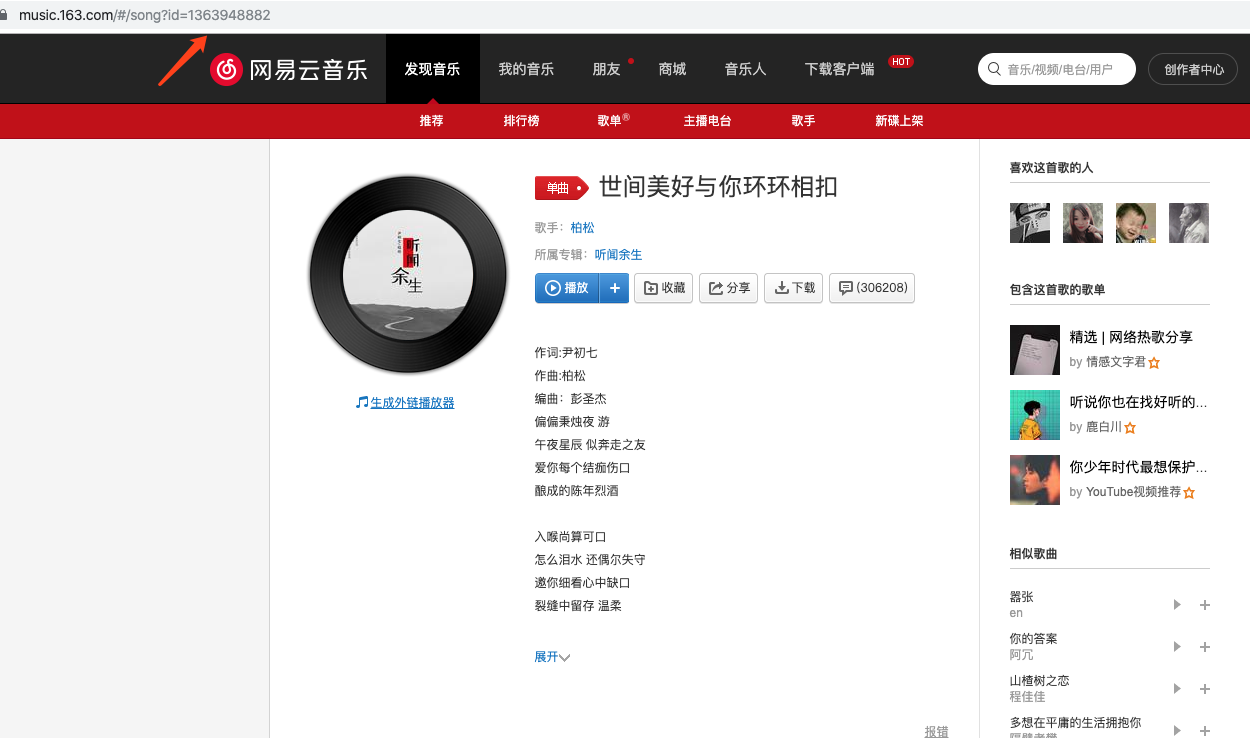 music.163.com/#/song?id=1363948882
网易云音乐
发现音乐
我的音乐
朋友
商城
音乐人
下载客户端
HOT
音乐/视频/电台/用户
创作者中心
推荐
排行榜
歌单®
主播电台
歌手
新碟上架
听闻
余生
生成外链播放器
单曲
世间美好与你环环相扣
歌手：柏松
所属专辑：听闻余生
播放
+
收藏
分享
下载
(306208)
作词:尹初七
作曲:柏松
编曲：彭圣杰
偏偏秉烛夜 游
午夜星辰 似奔走之友
爱你每个结痂伤口
酿成的陈年烈酒
入喉尚算可口
怎么泪水 还偶尔失守
邀你细看心中缺口
裂缝中留存 温柔
展开
报错
喜欢这首歌的人
包含这首歌的歌单
精选 | 网络热歌分享
by 情感文字君
听说你也在找好听的...
by 鹿白川
你少年时代最想保护...
by YouTube视频推荐
相似歌曲
嚣张
en
你的答案
阿冗
山楂树之恋
程佳佳
多想在平庸的生活拥抱你